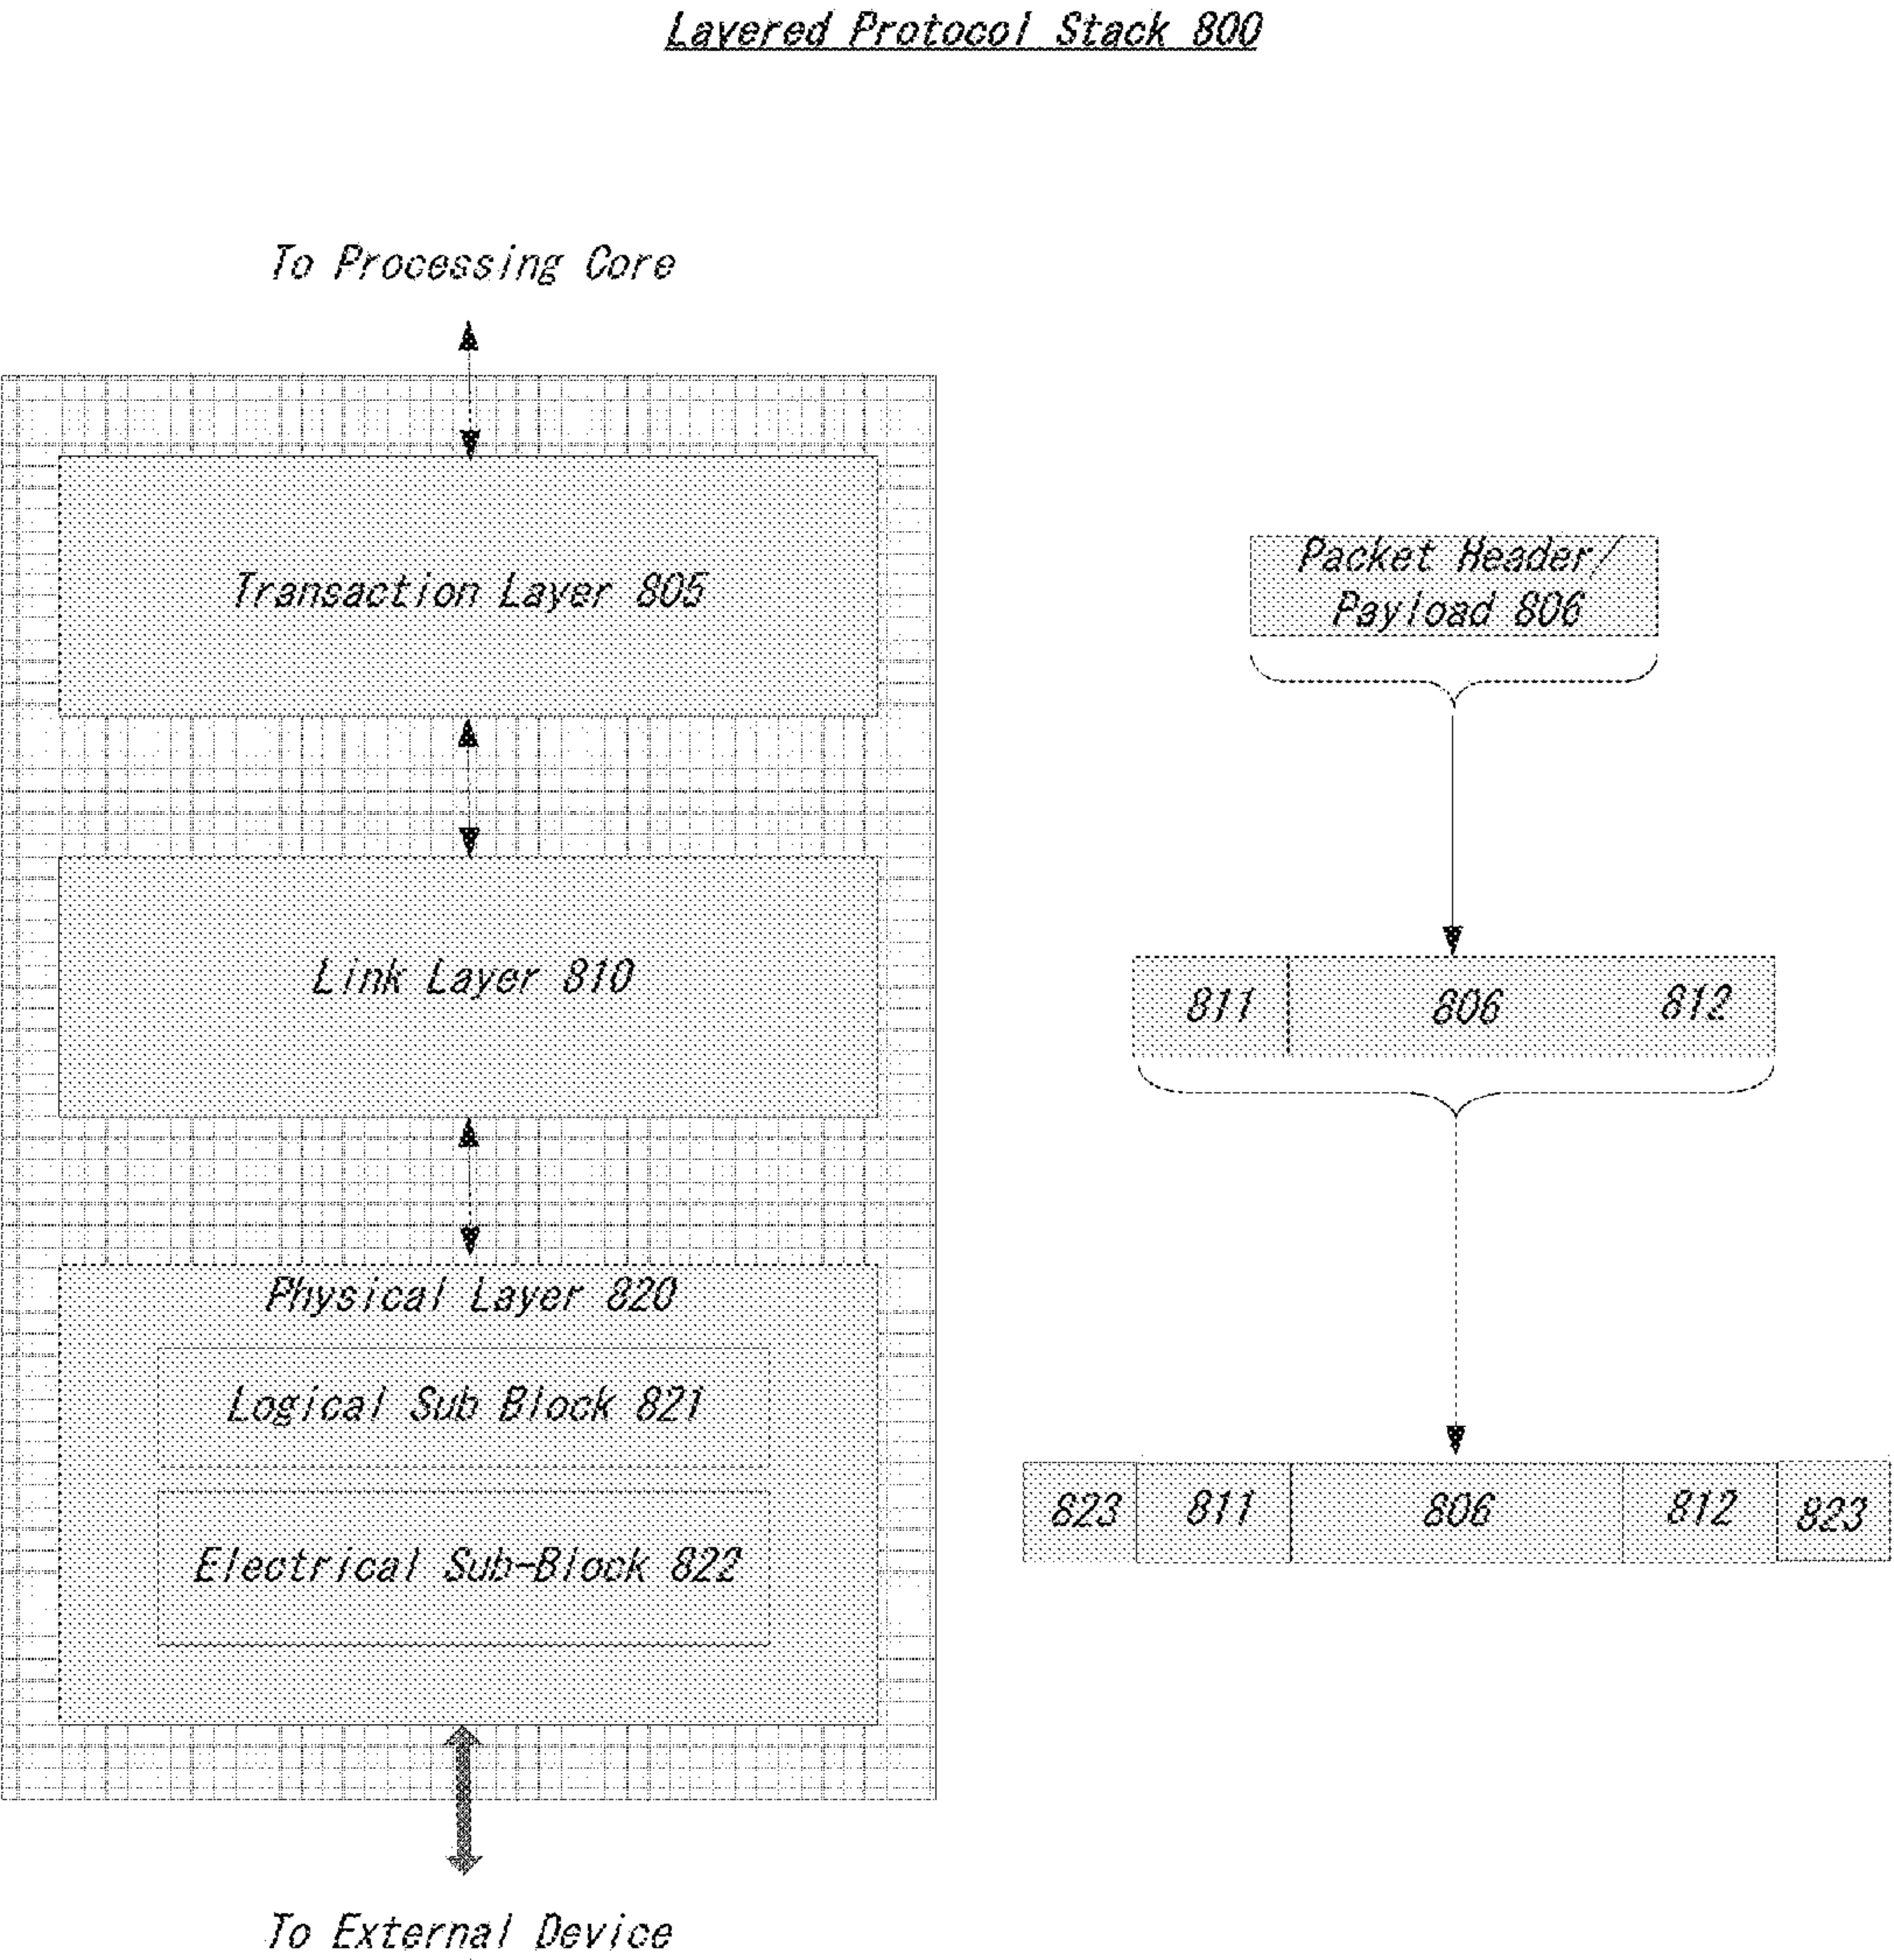 Layered Protocol Stack 800
To Processing Core
Transaction Layer 805
Packet Header/
Payload 806
Link Layer 810
811 806 812
Physical Layer 820
Logical Sub Block 821
Electrical Sub-Block 822
823 811 806 812 823
To External Device